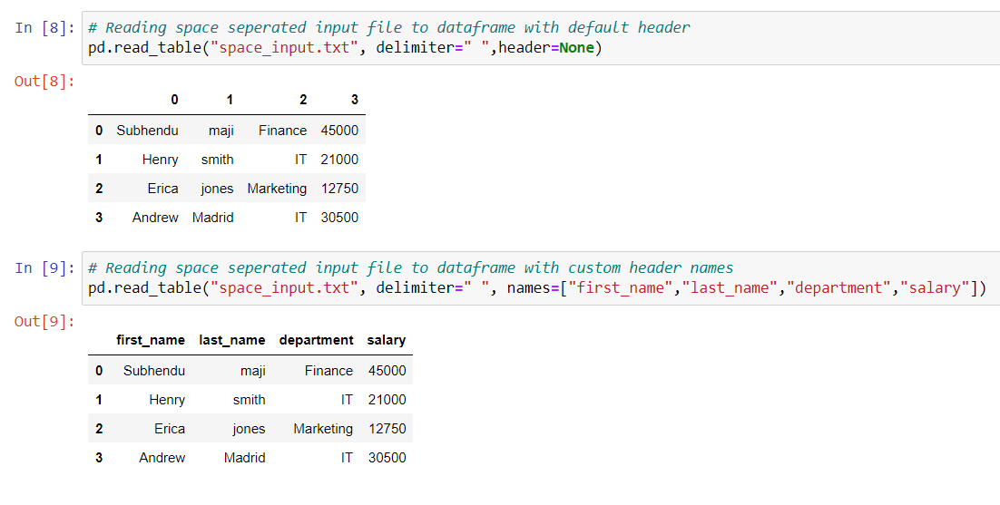 In [8]: # Reading space seperated input file to dataframe with default header
pd.read_table("space_input.txt", delimiter=" ",header=None)
Out[8]:
0 1 2 3
0 Subhendu maji Finance 45000
1 Henry smith IT 21000
2 Erica jones Marketing 12750
3 Andrew Madrid IT 30500
In [9]: # Reading space seperated input file to dataframe with custom header names
pd.read_table("space_input.txt", delimiter=" ", names=["first_name","last_name","department","salary"])
Out[9]:
first_name last_name department salary
0 Subhendu maji Finance 45000
1 Henry smith IT 21000
2 Erica jones Marketing 12750
3 Andrew Madrid IT 30500